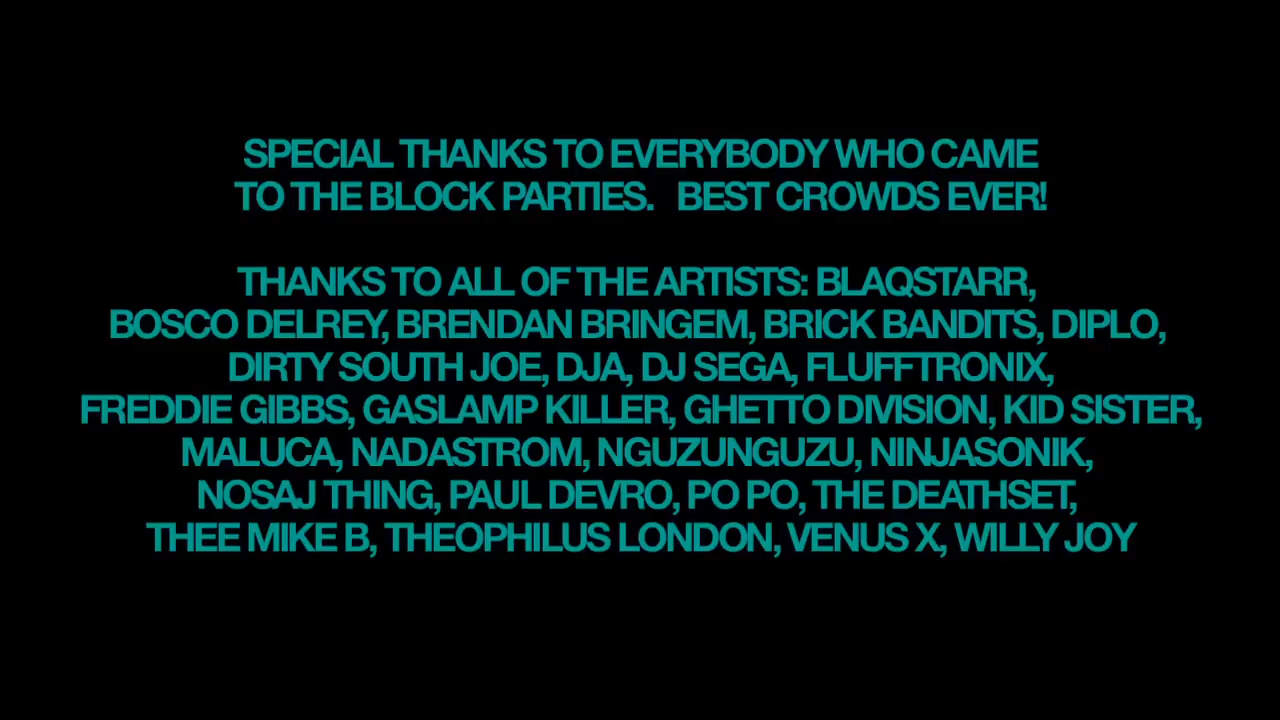 SPECIAL THANKS TO EVERYBODY WHO CAME
TO THE BLOCK PARTIES.   BEST CROWDS EVER!
THANKS TO ALL OF THE ARTISTS: BLAQSTARR,
BOSCO DELREY, BRENDAN BRINGEM, BRICK BANDITS, DIPLO,
DIRTY SOUTH JOE, DJA, DJ SEGA, FLUFFTRONIX,
FREDDIE GIBBS, GASLAMP KILLER, GHETTO DIVISION, KID SISTER,
MALUCA, NADASTROM, NGUZUNGUZU, NINJASONIK,
NOSAJ THING, PAUL DEVRO, PO PO, THE DEATHSET,
THEE MIKE B, THEOPHILUS LONDON, VENUS X, WILLY JOY